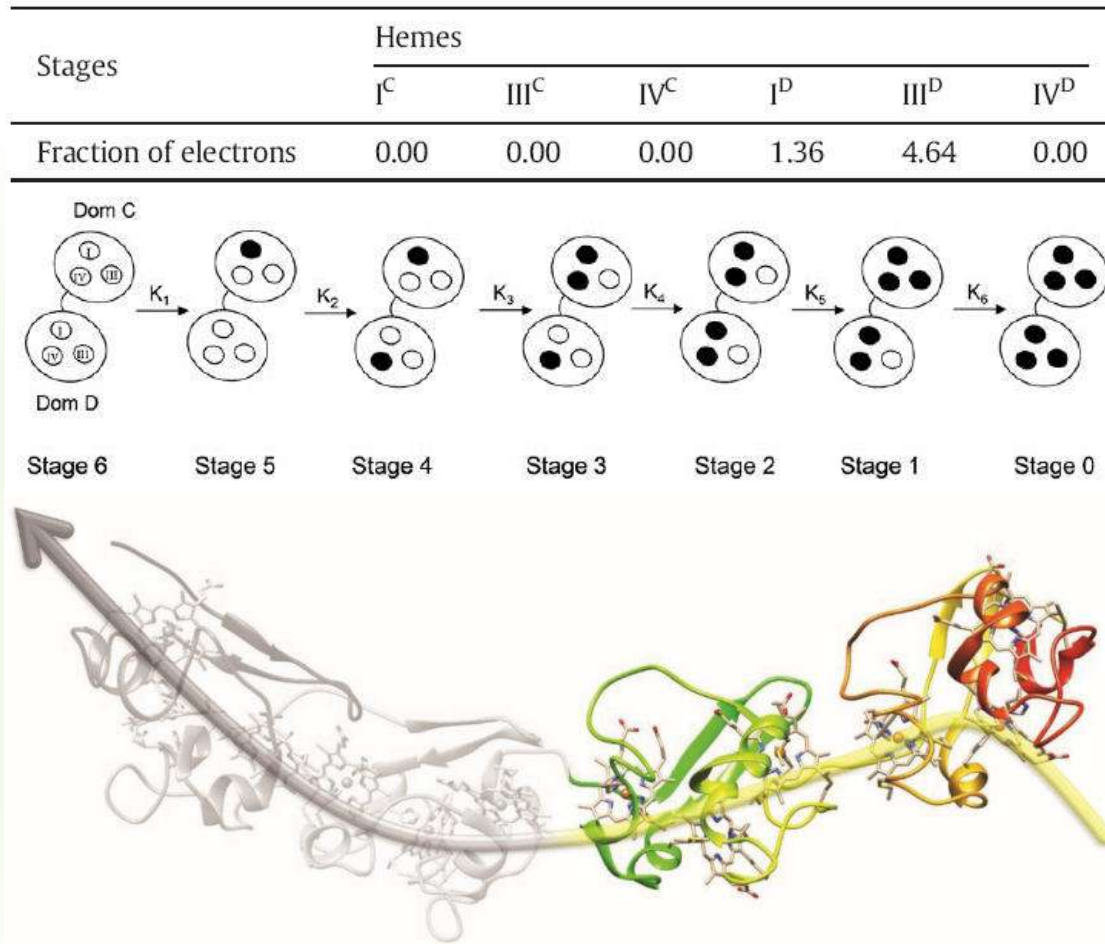 Stages Hemes
I^C III^C IV^C I^D III^D IV^D
Fraction of electrons 0.00 0.00 0.00 1.36 4.64 0.00
Dom C
I
IV III
K₁ K₂ K₃ K₄ K₅ K₆
I
IV III
Dom D
Stage 6 Stage 5 Stage 4 Stage 3 Stage 2 Stage 1 Stage 0